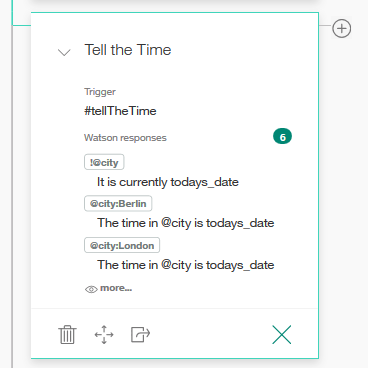 Tell the Time
Trigger
#tellTheTime
Watson responses 6
!@city
It is currently todays_date
@city:Berlin
The time in @city is todays_date
@city:London
The time in @city is todays_date
more...